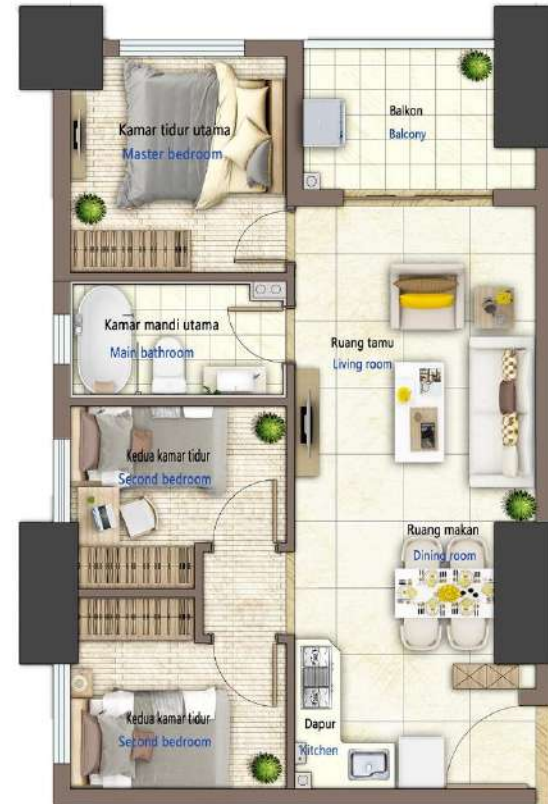 Balkon
Balcony
Kamar tidur utama
Master bedroom
Kamar mandi utama
Main bathroom
Ruang tamu
Living room
Kedua kamar tidur
Second bedroom
Ruang makan
Dining room
Kedua kamar tidur
Second bedroom
Dapur
Kitchen